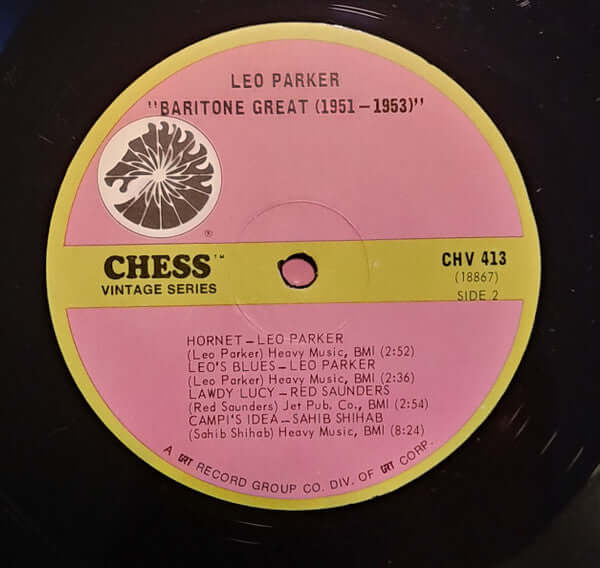 LEO PARKER
"BARITONE GREAT (1951-1953)"
®
CHESS™
VINTAGE SERIES
CHV 413
(18867)
SIDE 2
HORNET—LEO PARKER
(Leo Parker) Heavy Music, BMI (2:52)
LEO'S BLUES—LEO PARKER
(Leo Parker) Heavy Music, BMI (2:36)
LAWDY LUCY—RED SAUNDERS
(Red Saunders) Jet Pub. Co., BMI (2:54)
CAMPI'S IDEA—SAHIB SHIHAB
(Sahib Shihab) Heavy Music, BMI (8:24)
A GRT RECORD GROUP CO. DIV. OF GRT CORP.